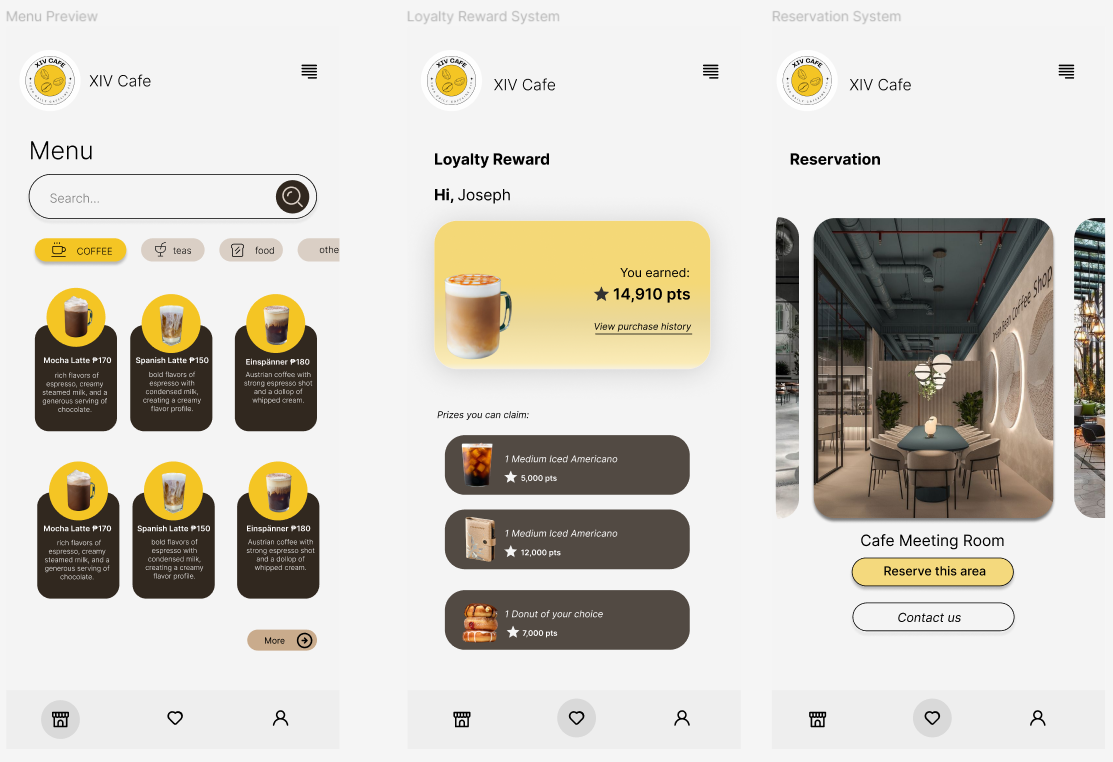 Menu Preview
XIV CAFE
XIV Cafe
Menu
Search...
COFFEE
teas
food
othe
Mocha Latte ₱170
rich flavors of
espresso, creamy
steamed milk, and a
generous serving of
chocolate.
Spanish Latte ₱150
bold flavors of
espresso with
condensed milk,
creating a creamy
flavor profile.
Einspänner ₱180
Austrian coffee with
strong espresso shot
and a dollop of
whipped cream.
Mocha Latte ₱170
rich flavors of
espresso, creamy
steamed milk, and a
generous serving of
chocolate.
Spanish Latte ₱150
bold flavors of
espresso with
condensed milk,
creating a creamy
flavor profile.
Einspänner ₱180
Austrian coffee with
strong espresso shot
and a dollop of
whipped cream.
More
Loyalty Reward System
XIV CAFE
XIV Cafe
Loyalty Reward
Hi, Joseph
You earned:
14,910 pts
View purchase history
Prizes you can claim:
1 Medium Iced Americano
5,000 pts
1 Medium Iced Americano
12,000 pts
1 Donut of your choice
7,000 pts
Reservation System
XIV CAFE
XIV Cafe
Reservation
Bean Coffee Shop
Cafe Meeting Room
Reserve this area
Contact us